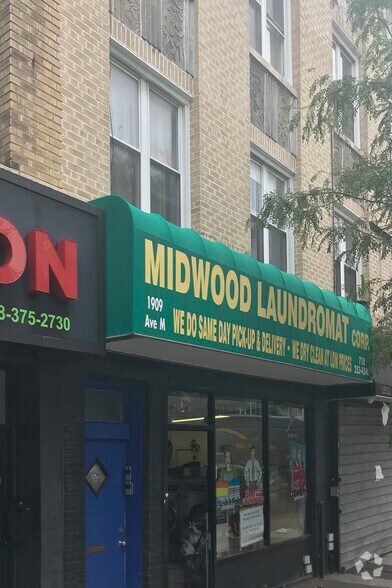 ON
8-375-2730
MIDWOOD LAUNDROMAT CORP.
1909
Ave M
WE DO SAME DAY PICK-UP & DELIVERY • WE DRY CLEAN AT LOW PRICES
718